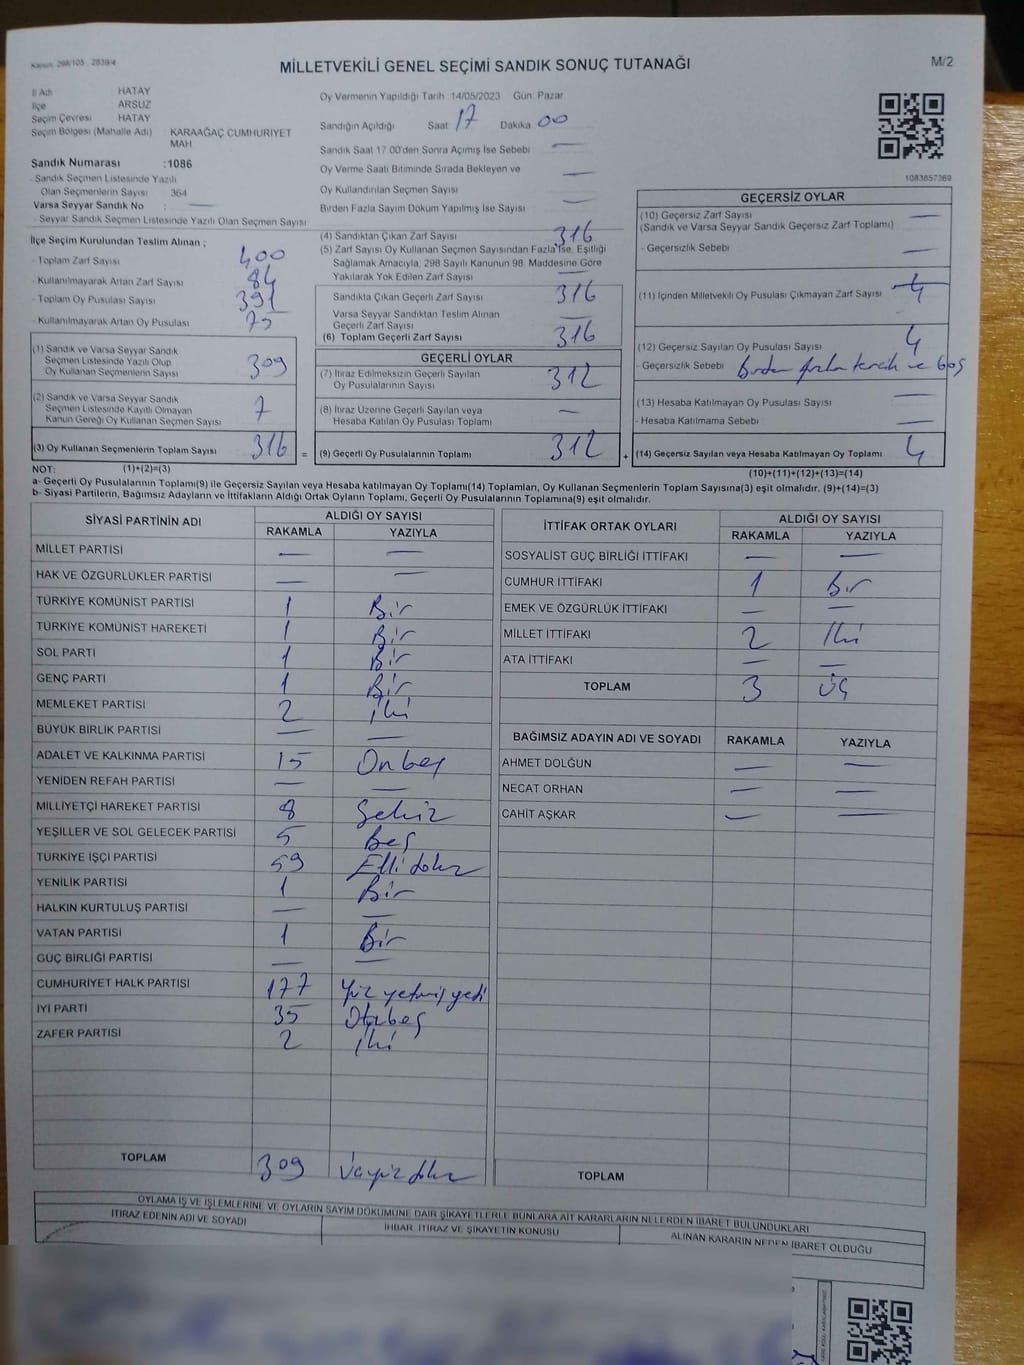 Kanun: 298/105 . 2839/4
MİLLETVEKİLİ GENEL SEÇİMİ SANDIK SONUÇ TUTANAĞI
M/2
İl Adı HATAY
İlçe ARSUZ
Seçim Çevresi : HATAY
Seçim Bölgesi (Mahalle Adı) : KARAAĞAÇ CUMHURİYET MAH
Sandık Numarası :1086
- Sandık Seçmen Listesinde Yazılı
Olan Seçmenlerin Sayısı 364
Varsa Seyyar Sandık No : —
- Seyyar Sandık Seçmen Listesinde Yazılı Olan Seçmen Sayısı
Oy Vermenin Yapıldığı Tarih :14/05/2023 Gün: Pazar
Sandığın Açıldığı Saat 17 Dakika 00
Sandık Saat 17.00'den Sonra Açımış İse Sebebi —
Oy Verme Saati Bitiminde Sırada Bekleyen ve
Oy Kullandırılan Seçmen Sayısı —
Birden Fazla Sayım Döküm Yapılmış İse Sayısı —
1083857369
İlçe Seçim Kurulundan Teslim Alınan ;
- Toplam Zarf Sayısı 400
- Kullanılmayarak Artan Zarf Sayısı 84
- Toplam Oy Pusulası Sayısı 391
- Kullanılmayarak Artan Oy Pusulası 75
(1) Sandık ve Varsa Seyyar Sandık
Seçmen Listesinde Yazılı Olup
Oy Kullanan Seçmenlerin Sayısı 309
(2) Sandık ve Varsa Seyyar Sandık
Seçmen Listesinde Kayıtlı Olmayan
Kanun Gereği Oy Kullanan Seçmen Sayısı 7
(3) Oy Kullanan Seçmenlerin Toplam Sayısı 316 =
(4) Sandıktan Çıkan Zarf Sayısı 316
(5) Zarf Sayısı Oy Kullanan Seçmen Sayısından Fazla İse, Eşitliği
Sağlamak Amacıyla, 298 Sayılı Kanunun 98. Maddesine Göre
Yakılarak Yok Edilen Zarf Sayısı —
Sandıkta Çıkan Geçerli Zarf Sayısı 316
Varsa Seyyar Sandıktan Teslim Alınan
Geçerli Zarf Sayısı —
(6) Toplam Geçerli Zarf Sayısı 316
GEÇERLİ OYLAR
(7) İtiraz Edilmeksizin Geçerli Sayılan
Oy Pusulalarının Sayısı 312
(8) İtiraz Üzerine Geçerli Sayılan veya
Hesaba Katılan Oy Pusulası Toplamı —
(9) Geçerli Oy Pusulalarının Toplamı 312 +
GEÇERSİZ OYLAR
(10) Geçersiz Zarf Sayısı —
(Sandık ve Varsa Seyyar Sandık Geçersiz Zarf Toplamı)
- Geçersizlik Sebebi —
(11) İçinden Milletvekili Oy Pusulası Çıkmayan Zarf Sayısı
(12) Geçersiz Sayılan Oy Pusulası Sayısı 4
- Geçersizlik Sebebi Birden fazla tercih ve boş
(13) Hesaba Katılmayan Oy Pusulası Sayısı —
- Hesaba Katılmama Sebebi —
(14) Geçersiz Sayılan veya Hesaba Katılmayan Oy Toplamı 4
NOT: (1)+(2)=(3) (10)+(11)+(12)+(13)=(14)
a- Geçerli Oy Pusulalarının Toplamı(9) ile Geçersiz Sayılan veya Hesaba katılmayan Oy Toplamı(14) Toplamları, Oy Kullanan Seçmenlerin Toplam Sayısına(3) eşit olmalıdır. (9)+(14)=(3)
b- Siyasi Partilerin, Bağımsız Adayların ve İttifakların Aldığı Ortak Oyların Toplamı, Geçerli Oy Pusulalarının Toplamına(9) eşit olmalıdır.
SİYASİ PARTİNİN ADI ALDIĞI OY SAYISI
RAKAMLA YAZIYLA
MİLLET PARTİSİ — —
HAK VE ÖZGÜRLÜKLER PARTİSİ — —
TÜRKİYE KOMÜNİST PARTİSİ 1 Bir
TÜRKİYE KOMÜNİST HAREKETİ 1 Bir
SOL PARTİ 1 Bir
GENÇ PARTİ 1 Bir
MEMLEKET PARTİSİ 2 iki
BÜYÜK BİRLİK PARTİSİ — —
ADALET VE KALKINMA PARTİSİ 15 Onbeş
YENİDEN REFAH PARTİSİ — —
MİLLİYETÇİ HAREKET PARTİSİ 8 Sekiz
YEŞİLLER VE SOL GELECEK PARTİSİ 5 Beş
TÜRKİYE İŞÇİ PARTİSİ 59 Elli dokuz
YENİLİK PARTİSİ 1 Bir
HALKIN KURTULUŞ PARTİSİ — —
VATAN PARTİSİ 1 Bir
GÜÇ BİRLİĞİ PARTİSİ — —
CUMHURİYET HALK PARTİSİ 177 Yüz yetmiş yedi
İYİ PARTİ 35 Otuzbeş
ZAFER PARTİSİ 2 iki
TOPLAM 309 üçyüz dokuz
İTTİFAK ORTAK OYLARI ALDIĞI OY SAYISI
RAKAMLA YAZIYLA
SOSYALİST GÜÇ BİRLİĞİ İTTİFAKI — —
CUMHUR İTTİFAKI 1 Bir
EMEK VE ÖZGÜRLÜK İTTİFAKI — —
MİLLET İTTİFAKI 2 İki
ATA İTTİFAKI — —
TOPLAM 3 üç
BAĞIMSIZ ADAYIN ADI VE SOYADI RAKAMLA YAZIYLA
AHMET DOLĞUN — —
NECAT ORHAN — —
CAHİT AŞKAR — —
TOPLAM
OYLAMA İŞ VE İŞLEMLERİNE VE OYLARIN SAYIM DÖKÜMÜNE DAİR ŞİKAYETLERLE BUNLARA AİT KARARLARIN NELERDEN İBARET BULUNDUKLARI
İTİRAZ EDENİN ADI VE SOYADI
İHBAR, İTİRAZ VE ŞİKAYETİN KONUSU
ALINAN KARARIN NEDEN İBARET OLDUĞU